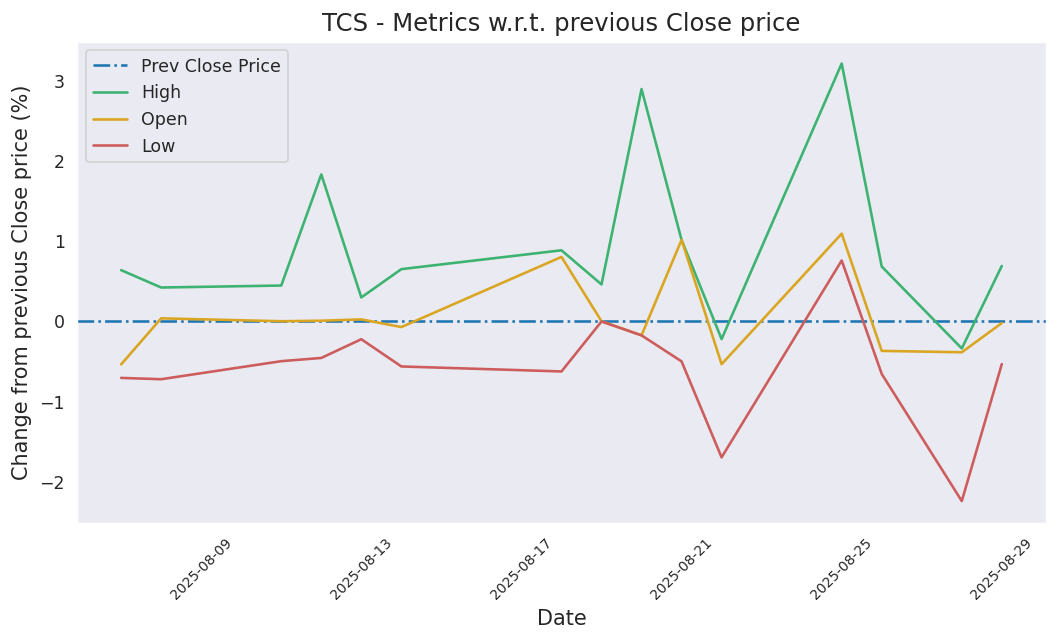 TCS - Metrics w.r.t. previous Close price
Prev Close Price
High
Open
Low
Change from previous Close price (%)
3
2
1
0
−1
−2
2025-08-09
2025-08-13
2025-08-17
2025-08-21
2025-08-25
2025-08-29
Date